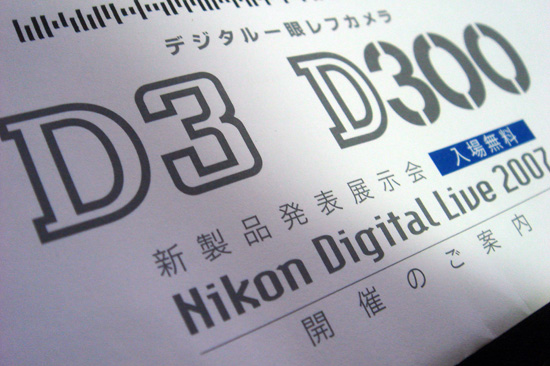 デジタル一眼レフカメラ
D3 D300
新製品発表展示会 入場無料
Nikon Digital Live 2007
開催のご案内